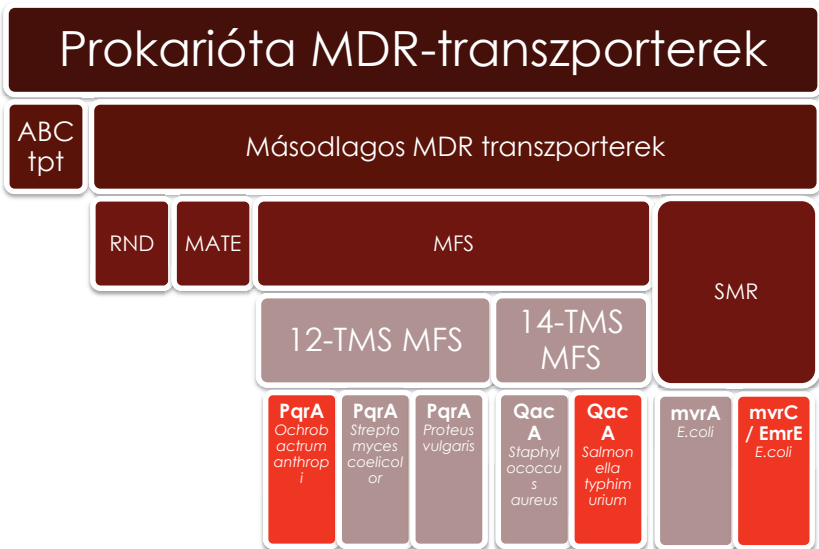 Prokarióta MDR-transzporterek
ABC
tpt
Másodlagos MDR transzporterek
RND
MATE
MFS
SMR
12-TMS MFS
14-TMS
MFS
PqrA
Ochrob
actrum
anthrop
i
PqrA
Strepto
myces
coelicol
or
PqrA
Proteus
vulgaris
Qac
A
Staphyl
ococcu
s
aureus
Qac
A
Salmon
ella
typhim
urium
mvrA
E.coli
mvrC
/ EmrE
E.coli